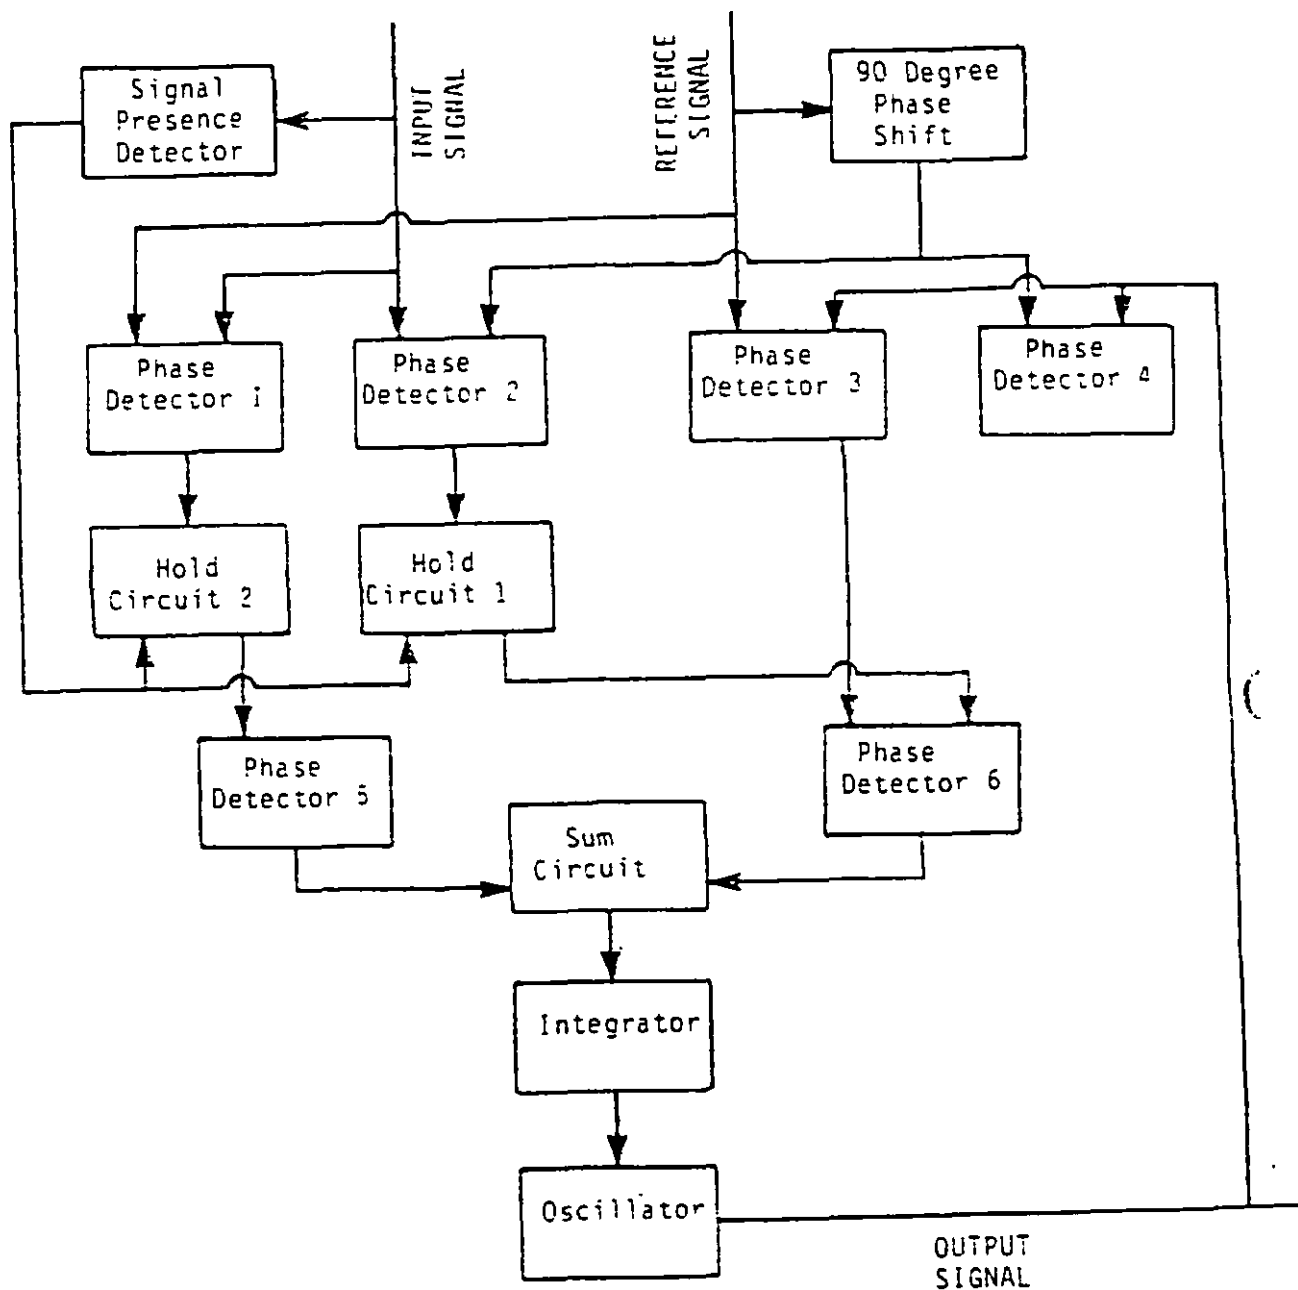 Signal
Presence
Detector
INPUT
SIGNAL
REFERENCE
SIGNAL
90 Degree
Phase
Shift
Phase
Detector 1
Phase
Detector 2
Phase
Detector 3
Phase
Detector 4
Hold
Circuit 2
Hold
Circuit 1
Phase
Detector 5
Phase
Detector 6
Sum
Circuit
Integrator
Oscillator
OUTPUT
SIGNAL